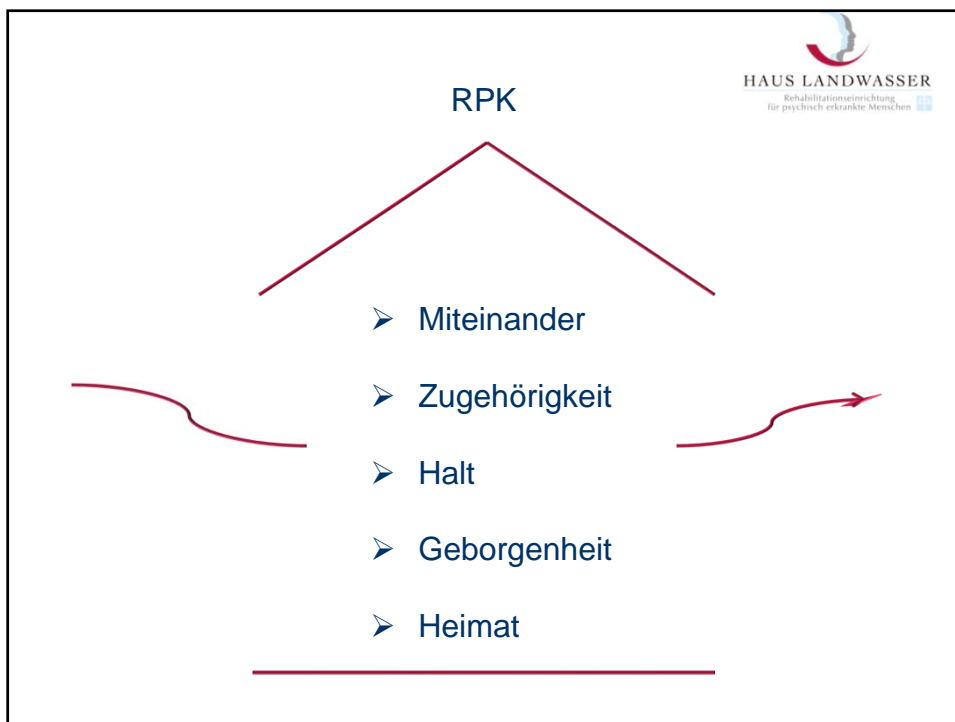 HAUS LANDWASSER
Rehabilitationseinrichtung
für psychisch erkrankte Menschen
RPK
Miteinander
Zugehörigkeit
Halt
Geborgenheit
Heimat